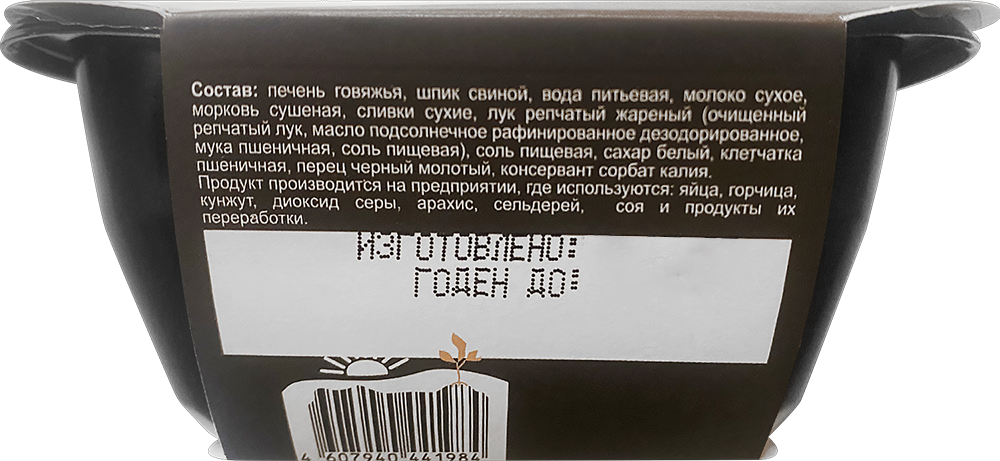 Состав: печень говяжья, шпик свиной, вода питьевая, молоко сухое,
морковь сушеная, сливки сухие, лук репчатый жареный (очищенный
репчатый лук, масло подсолнечное рафинированное дезодорированное,
мука пшеничная, соль пищевая), соль пищевая, сахар белый, клетчатка
пшеничная, перец черный молотый, консервант сорбат калия.
Продукт производится на предприятии, где используются: яйца, горчица,
кунжут, диоксид серы, арахис, сельдерей, соя и продукты их
переработки.
ИЗГОТОВЛЕНО:
ГОДЕН ДО:
4 607940 441984